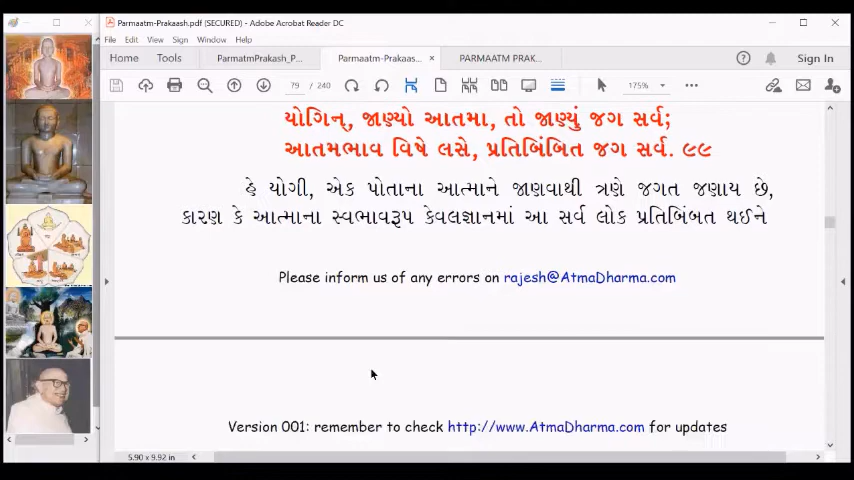 Parmaatm-Prakaash.pdf (SECURED) - Adobe Acrobat Reader DC
File Edit View Sign Window Help
Home Tools ParmatmPrakash_P... Parmaatm-Prakaas... × PARMAATM PRAK... Sign In
79 / 240 175%
યોગિન્, જાણ્યો આતમા, તો જાણ્યું જગ સર્વ;
આતમભાવ વિષે લસે, પ્રતિબિંબિત જગ સર્વ. ૯૯
હે યોગી, એક પોતાના આત્માને જાણવાથી ત્રણે જગત જણાય છે,
કારણ કે આત્માના સ્વભાવરૂપ કેવલજ્ઞાનમાં આ સર્વ લોક પ્રતિબિંબત થઈને
Please inform us of any errors on rajesh@AtmaDharma.com
Version 001: remember to check http://www.AtmaDharma.com for updates
5.90 x 9.92 in